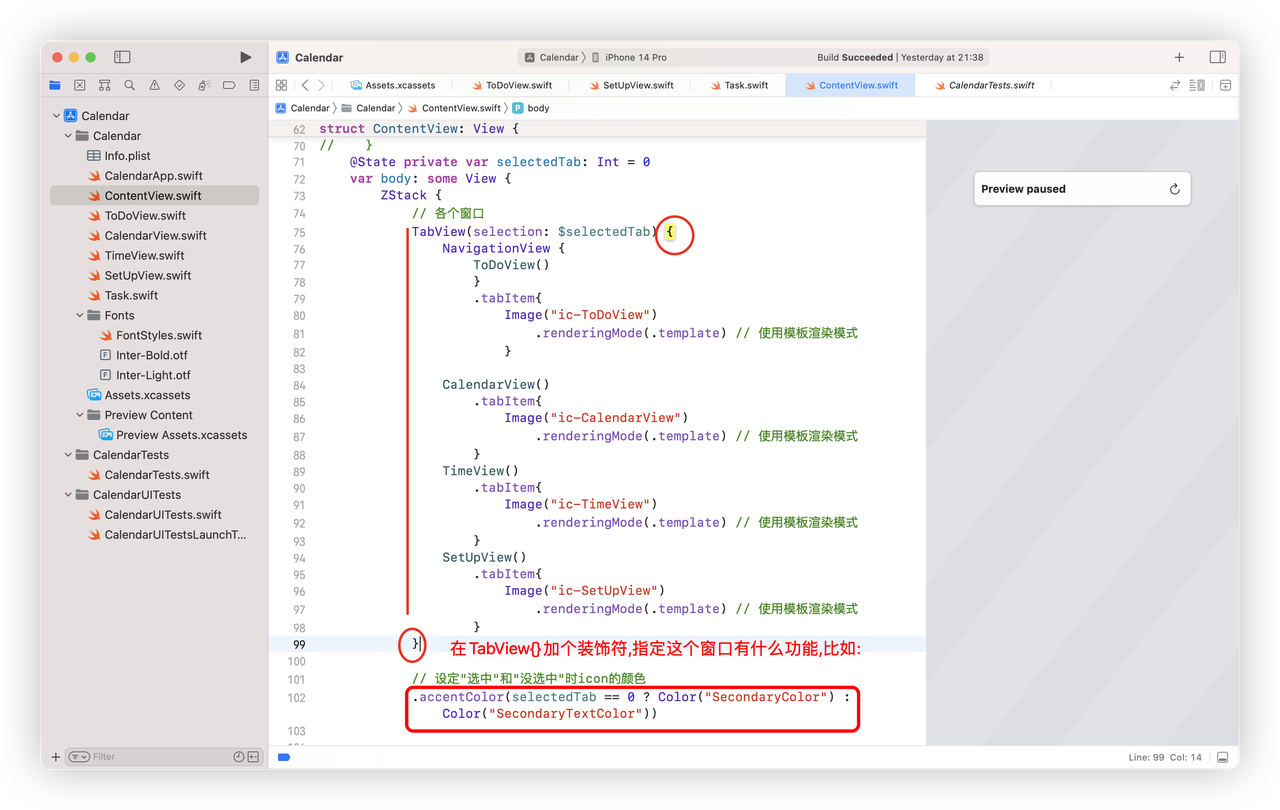 Calendar
Calendar
iPhone 14 Pro
Build Succeeded | Yesterday at 21:38
Assets.xcassets
ToDoView.swift
SetUpView.swift
Task.swift
ContentView.swift
CalendarTests.swift
Calendar
Calendar
ContentView.swift
P body
Calendar
Calendar
Info.plist
CalendarApp.swift
ContentView.swift
ToDoView.swift
CalendarView.swift
TimeView.swift
SetUpView.swift
Task.swift
Fonts
FontStyles.swift
F Inter-Bold.otf
F Inter-Light.otf
Assets.xcassets
Preview Content
Preview Assets.xcassets
CalendarTests
CalendarTests.swift
CalendarUITests
CalendarUITests.swift
CalendarUITestsLaunchT...
Filter
62 struct ContentView: View {
70 //    }
71 @State private var selectedTab: Int = 0
72 var body: some View {
73 ZStack {
74 // 各个窗口
75 TabView(selection: $selectedTab) {
76 NavigationView {
77 ToDoView()
78 }
79 .tabItem{
80 Image("ic-ToDoView")
81 .renderingMode(.template) // 使用模板渲染模式
82 }
83
84 CalendarView()
85 .tabItem{
86 Image("ic-CalendarView")
87 .renderingMode(.template) // 使用模板渲染模式
88 }
89 TimeView()
90 .tabItem{
91 Image("ic-TimeView")
92 .renderingMode(.template) // 使用模板渲染模式
93 }
94 SetUpView()
95 .tabItem{
96 Image("ic-SetUpView")
97 .renderingMode(.template) // 使用模板渲染模式
98 }
99 }
在TabView{}加个装饰符,指定这个窗口有什么功能,比如:
100
101 // 设定"选中"和"没选中"时icon的颜色
102 .accentColor(selectedTab == 0 ? Color("SecondaryColor") :
Color("SecondaryTextColor"))
103
Preview paused
Line: 99 Col: 14